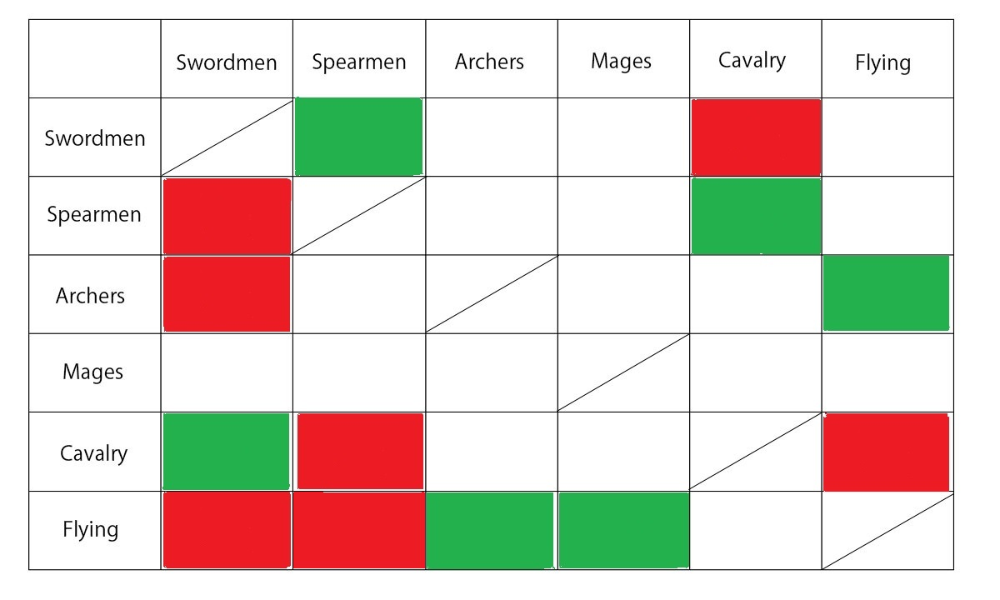 Swordmen Spearmen Archers Mages Cavalry Flying
Swordmen
Spearmen
Archers
Mages
Cavalry
Flying